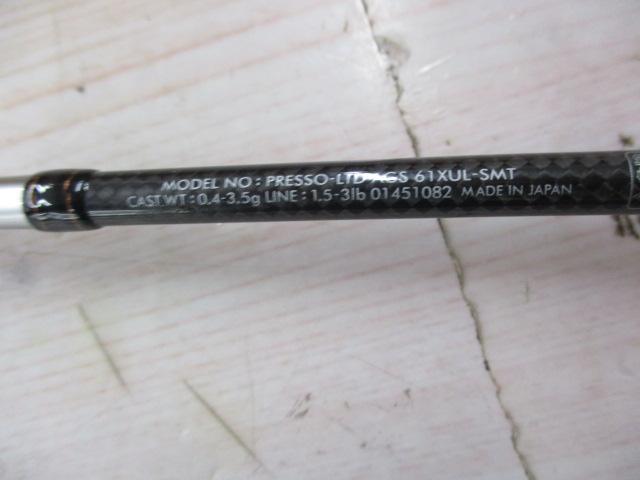 MODEL NO : PRESSO-LTD AGS 61XUL-SMT
CAST.WT : 0.4-3.5g LINE : 1.5-3lb 01451082 MADE IN JAPAN